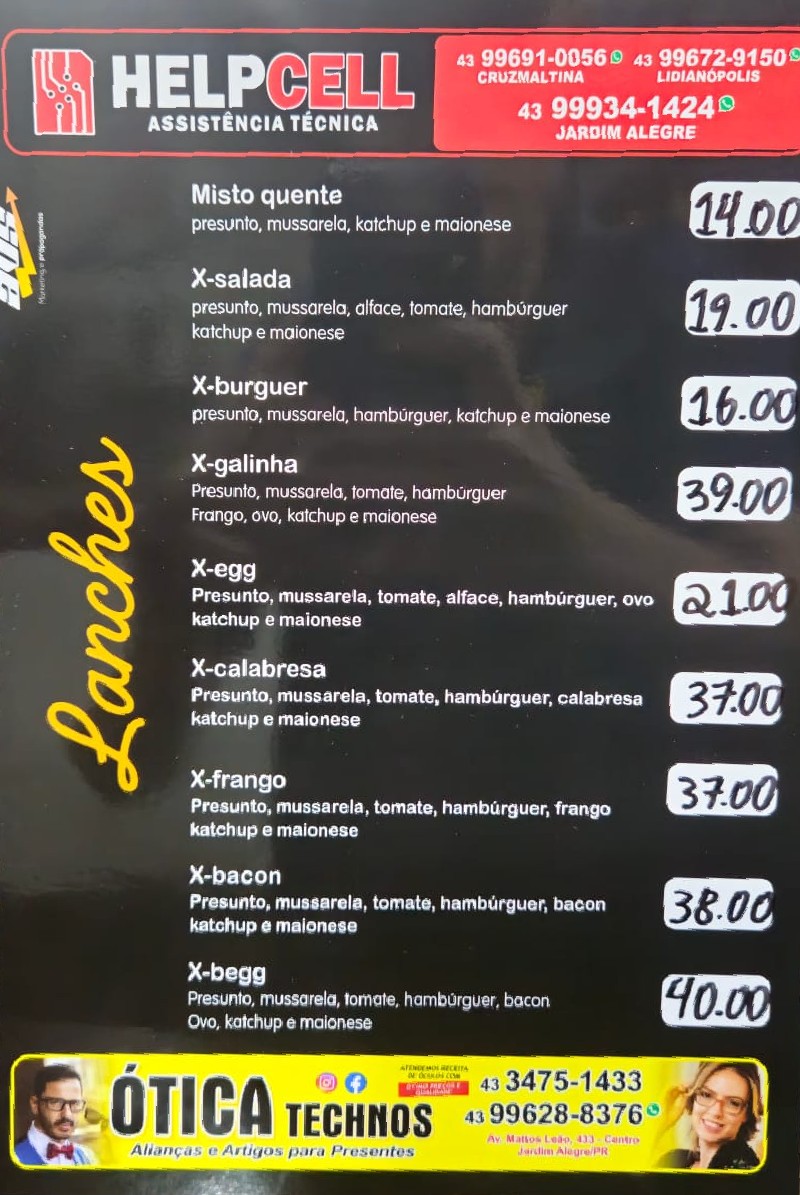 HELPCELL
ASSISTÊNCIA TÉCNICA
43 99691-0056 43 99672-9150
CRUZMALTINA LIDIANÓPOLIS
43 99934-1424
JARDIM ALEGRE
Marketing e propagandas
Lanches
Misto quente 14.00
presunto, mussarela, katchup e maionese
X-salada
presunto, mussarela, alface, tomate, hambúrguer 19.00
katchup e maionese
X-burguer 16.00
presunto, mussarela, hambúrguer, katchup e maionese
X-galinha
Presunto, mussarela, tomate, hambúrguer 39.00
Frango, ovo, katchup e maionese
X-egg
Presunto, mussarela, tomate, alface, hambúrguer, ovo 21.00
katchup e maionese
X-calabresa
Presunto, mussarela, tomate, hambúrguer, calabresa 37.00
katchup e maionese
X-frango 37.00
Presunto, mussarela, tomate, hambúrguer, frango
katchup e maionese
X-bacon
Presunto, mussarela, tomate, hambúrguer, bacon 38.00
katchup e maionese
X-begg
Presunto, mussarela, tomate, hambúrguer, bacon 40.00
Ovo, katchup e maionese
ÓTICA TECHNOS
Alianças e Artigos para Presentes
ATENDEMOS RECEITA
DE ÓCULOS COM
ÓTIMO PREÇOS E
QUALIDADE
43 3475-1433
43 99628-8376
Av. Mattos Leão, 433 - Centro
Jardim Alegre/PR